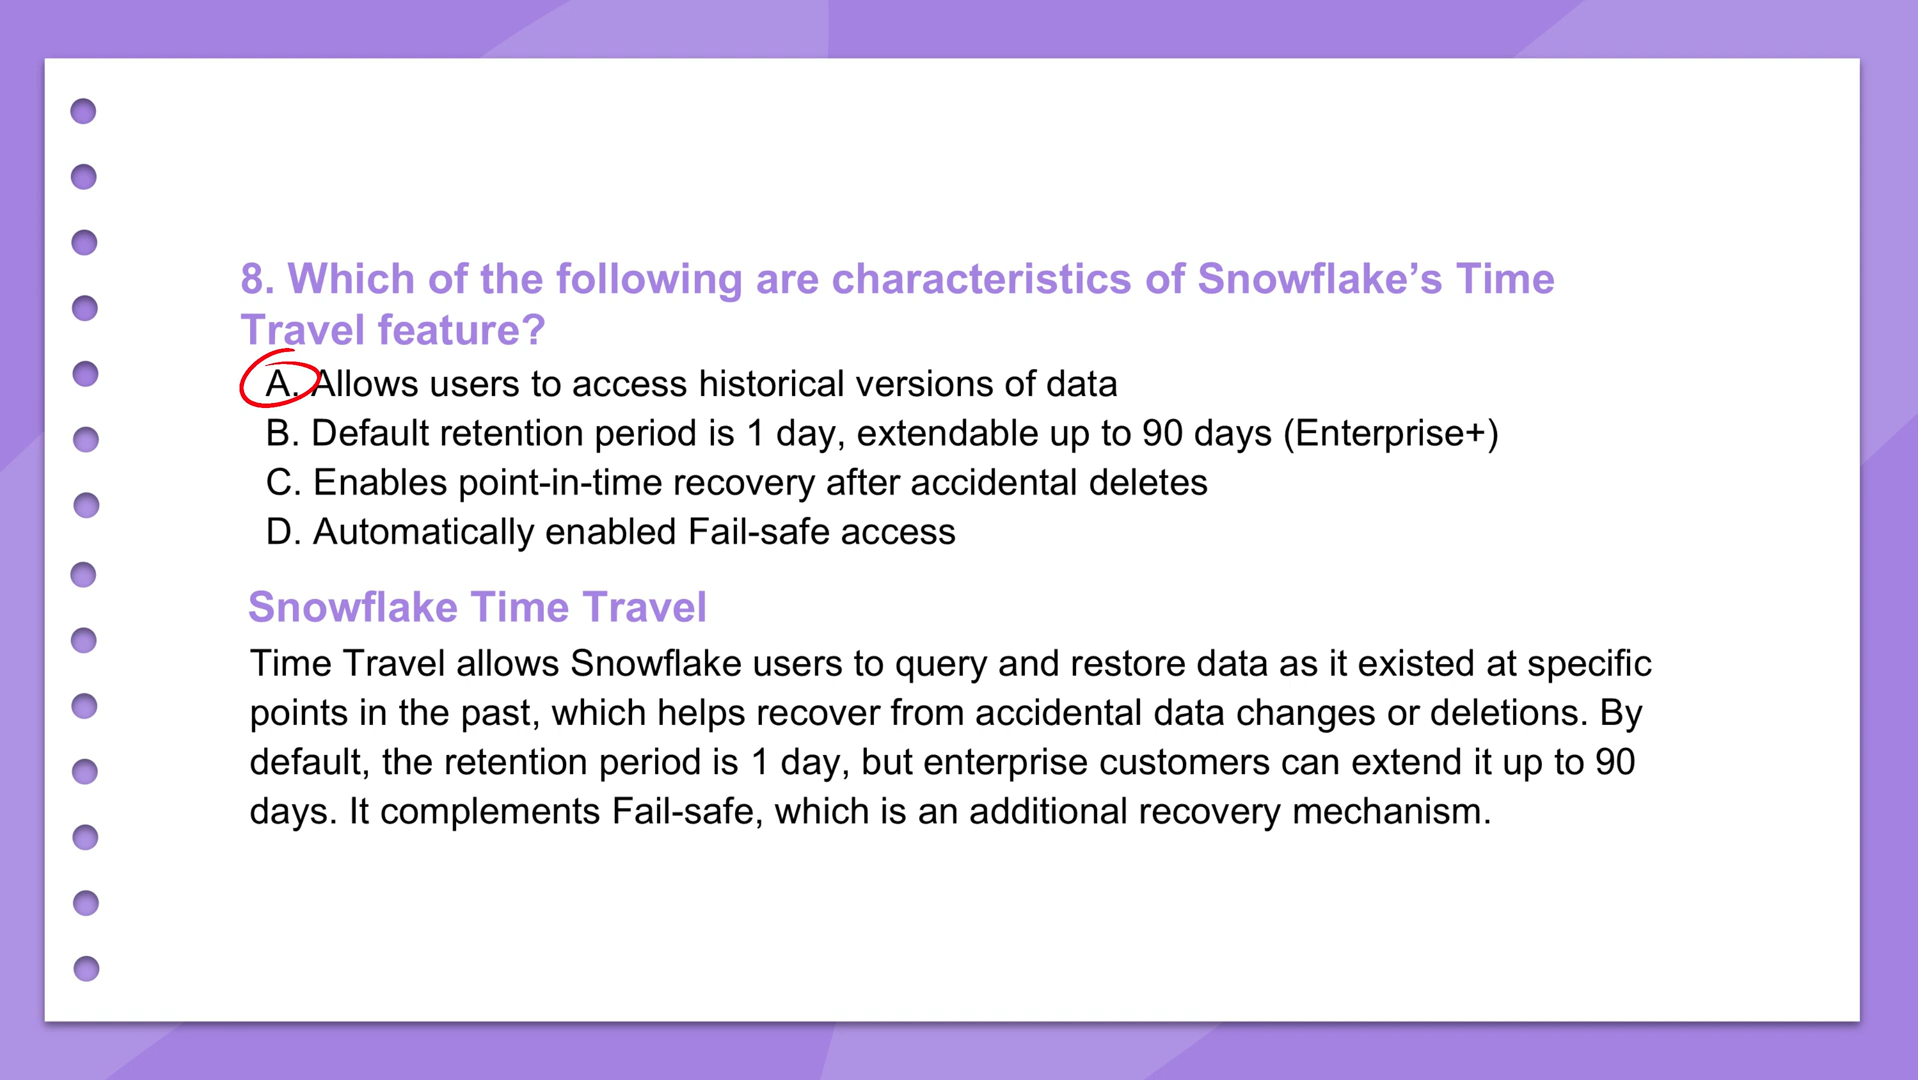 8. Which of the following are characteristics of Snowflake’s Time
Travel feature?
A. Allows users to access historical versions of data
B. Default retention period is 1 day, extendable up to 90 days (Enterprise+)
C. Enables point-in-time recovery after accidental deletes
D. Automatically enabled Fail-safe access
Snowflake Time Travel
Time Travel allows Snowflake users to query and restore data as it existed at specific
points in the past, which helps recover from accidental data changes or deletions. By
default, the retention period is 1 day, but enterprise customers can extend it up to 90
days. It complements Fail-safe, which is an additional recovery mechanism.